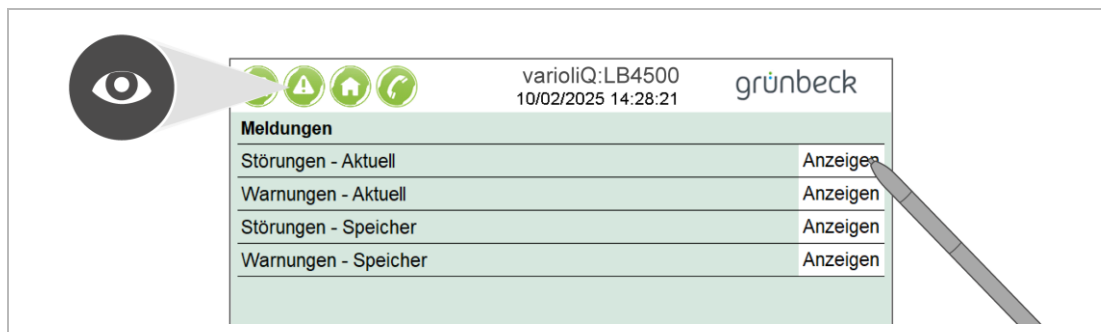 varioliQ:LB4500
10/02/2025 14:28:21
grünbeck
Meldungen
Störungen - Aktuell Anzeigen
Warnungen - Aktuell Anzeigen
Störungen - Speicher Anzeigen
Warnungen - Speicher Anzeigen